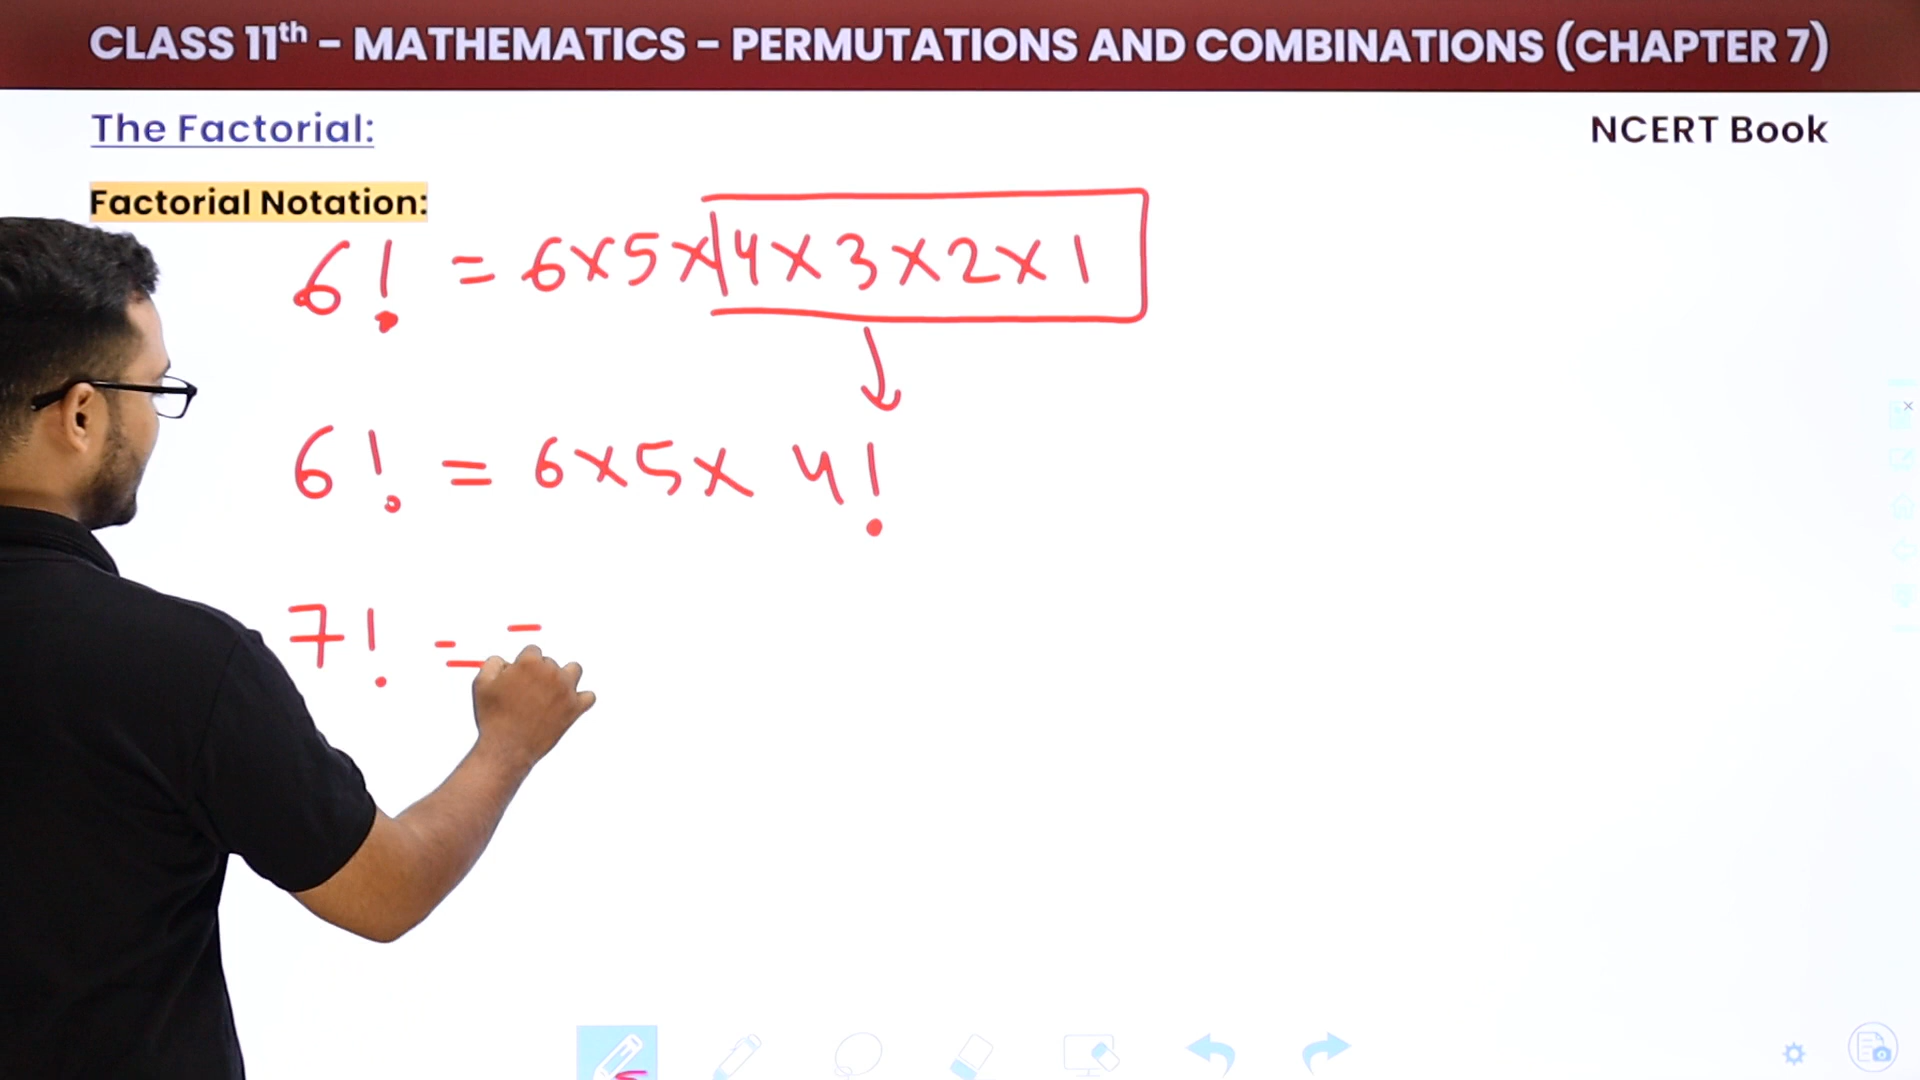 CLASS 11th - MATHEMATICS - PERMUTATIONS AND COMBINATIONS (CHAPTER 7)
The Factorial:
NCERT Book
Factorial Notation:
6! = 6×5×4×3×2×1
6! = 6×5× 4!
7! =